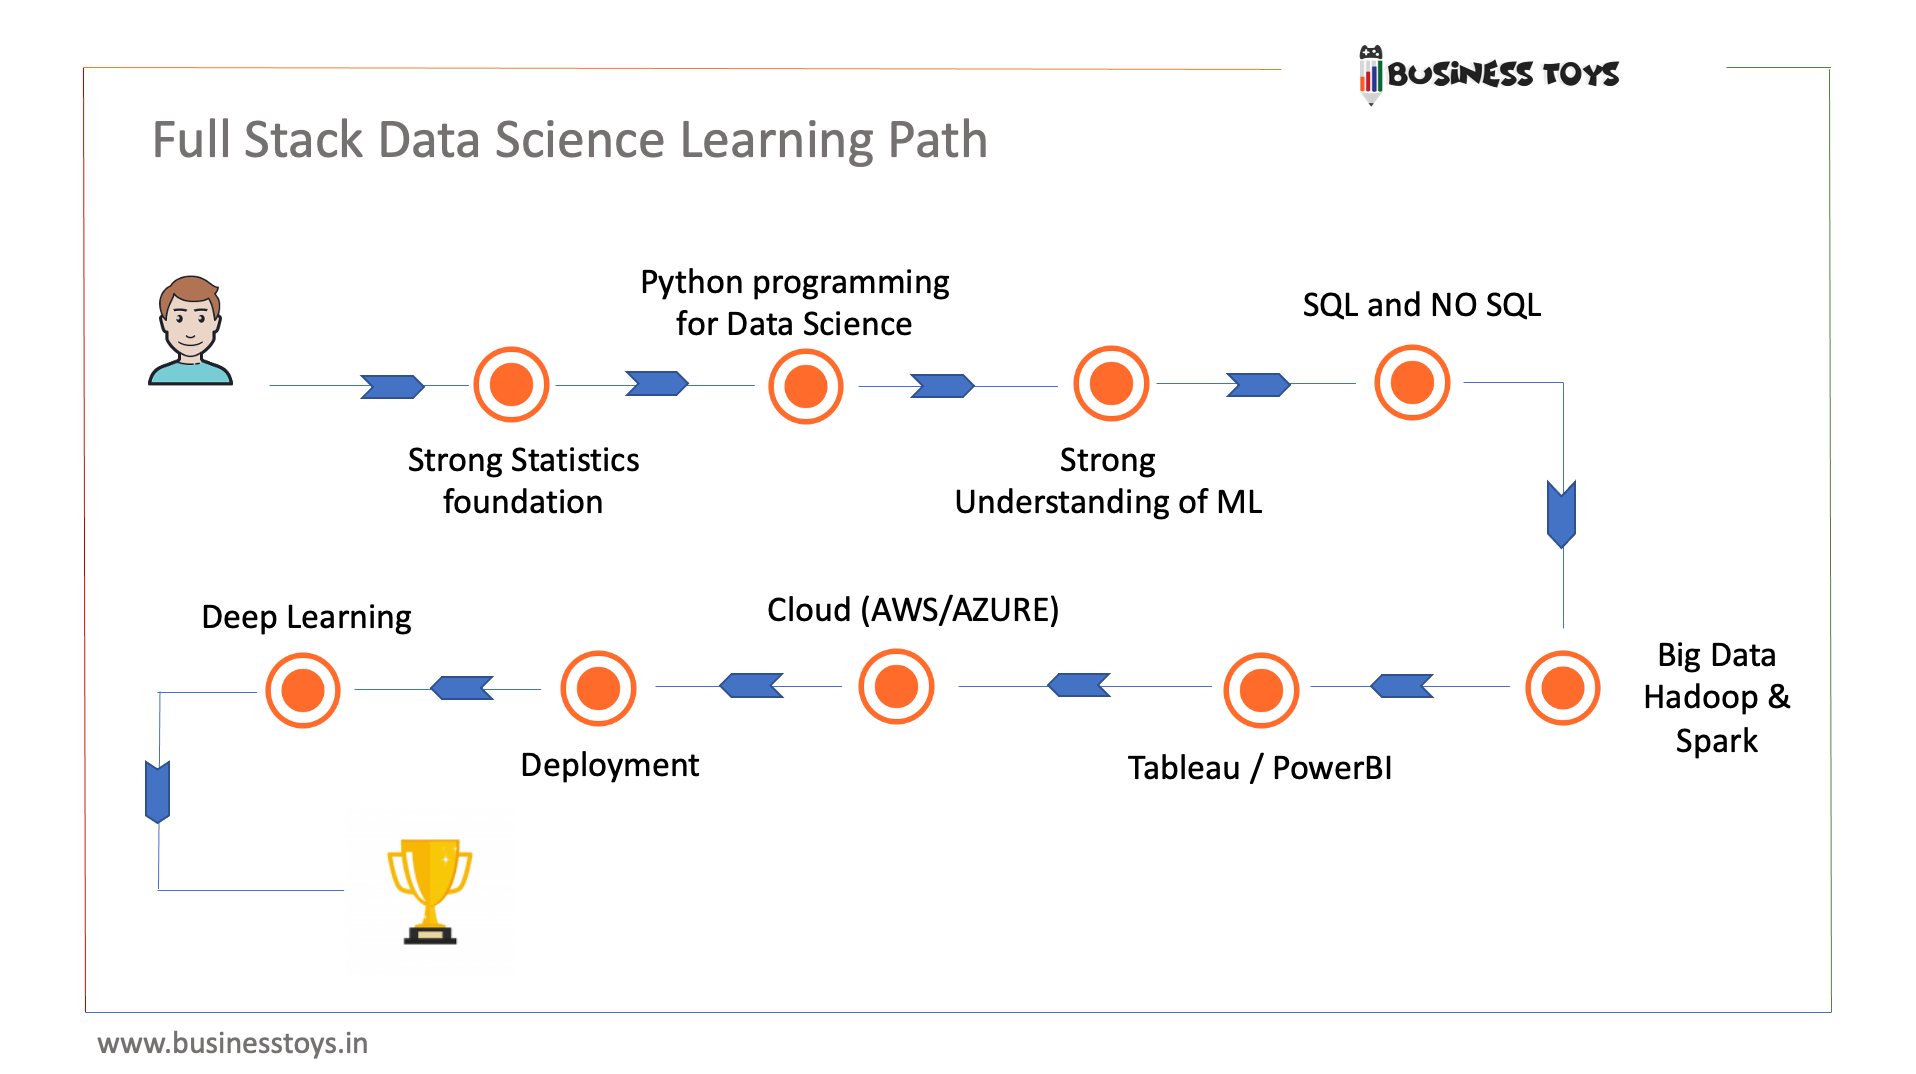 BUSINESS TOYS
Full Stack Data Science Learning Path
Python programming
for Data Science
SQL and NO SQL
Strong Statistics
foundation
Strong
Understanding of ML
Deep Learning
Cloud (AWS/AZURE)
Big Data
Hadoop &
Spark
Deployment
Tableau / PowerBI
www.businesstoys.in